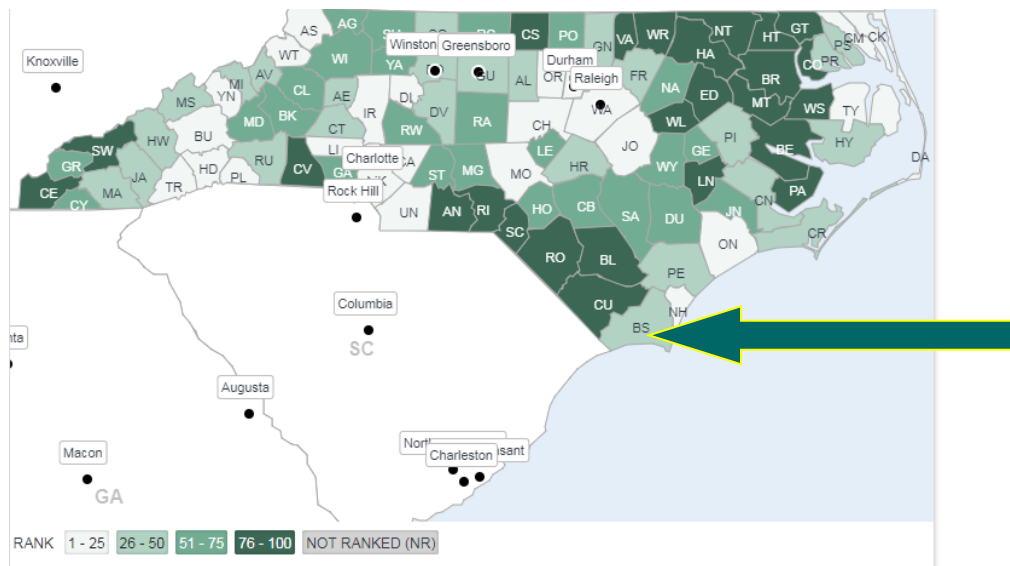 AS
AG
CS
PO
VA
WR
NT
HT
GT
CM
CK
PS
Winston
Greensboro
GN
WT
WI
YA
GU
Durham
HA
CO
PR
Knoxville
AV
MI
YN
CL
AE
DL
AL
OR
Raleigh
FR
NA
BR
MS
IR
DV
WA
ED
MT
WS
TY
MD
BK
CT
RW
RA
CH
WL
PI
HW
BU
LI
JO
BE
HY
SW
RU
CV
Charlotte
CA
LE
GE
DA
GR
JA
HD
PL
GA
ST
MG
MO
HR
WY
LN
PA
CE
MA
TR
Rock Hill
CY
UN
AN
RI
HO
CB
SA
DU
JN
CN
SC
CR
ON
RO
BL
PE
CU
NH
Columbia
BS
nta
SC
Augusta
Nort
asant
Macon
Charleston
GA
RANK 1 - 25 26 - 50 51 - 75 76 - 100 NOT RANKED (NR)